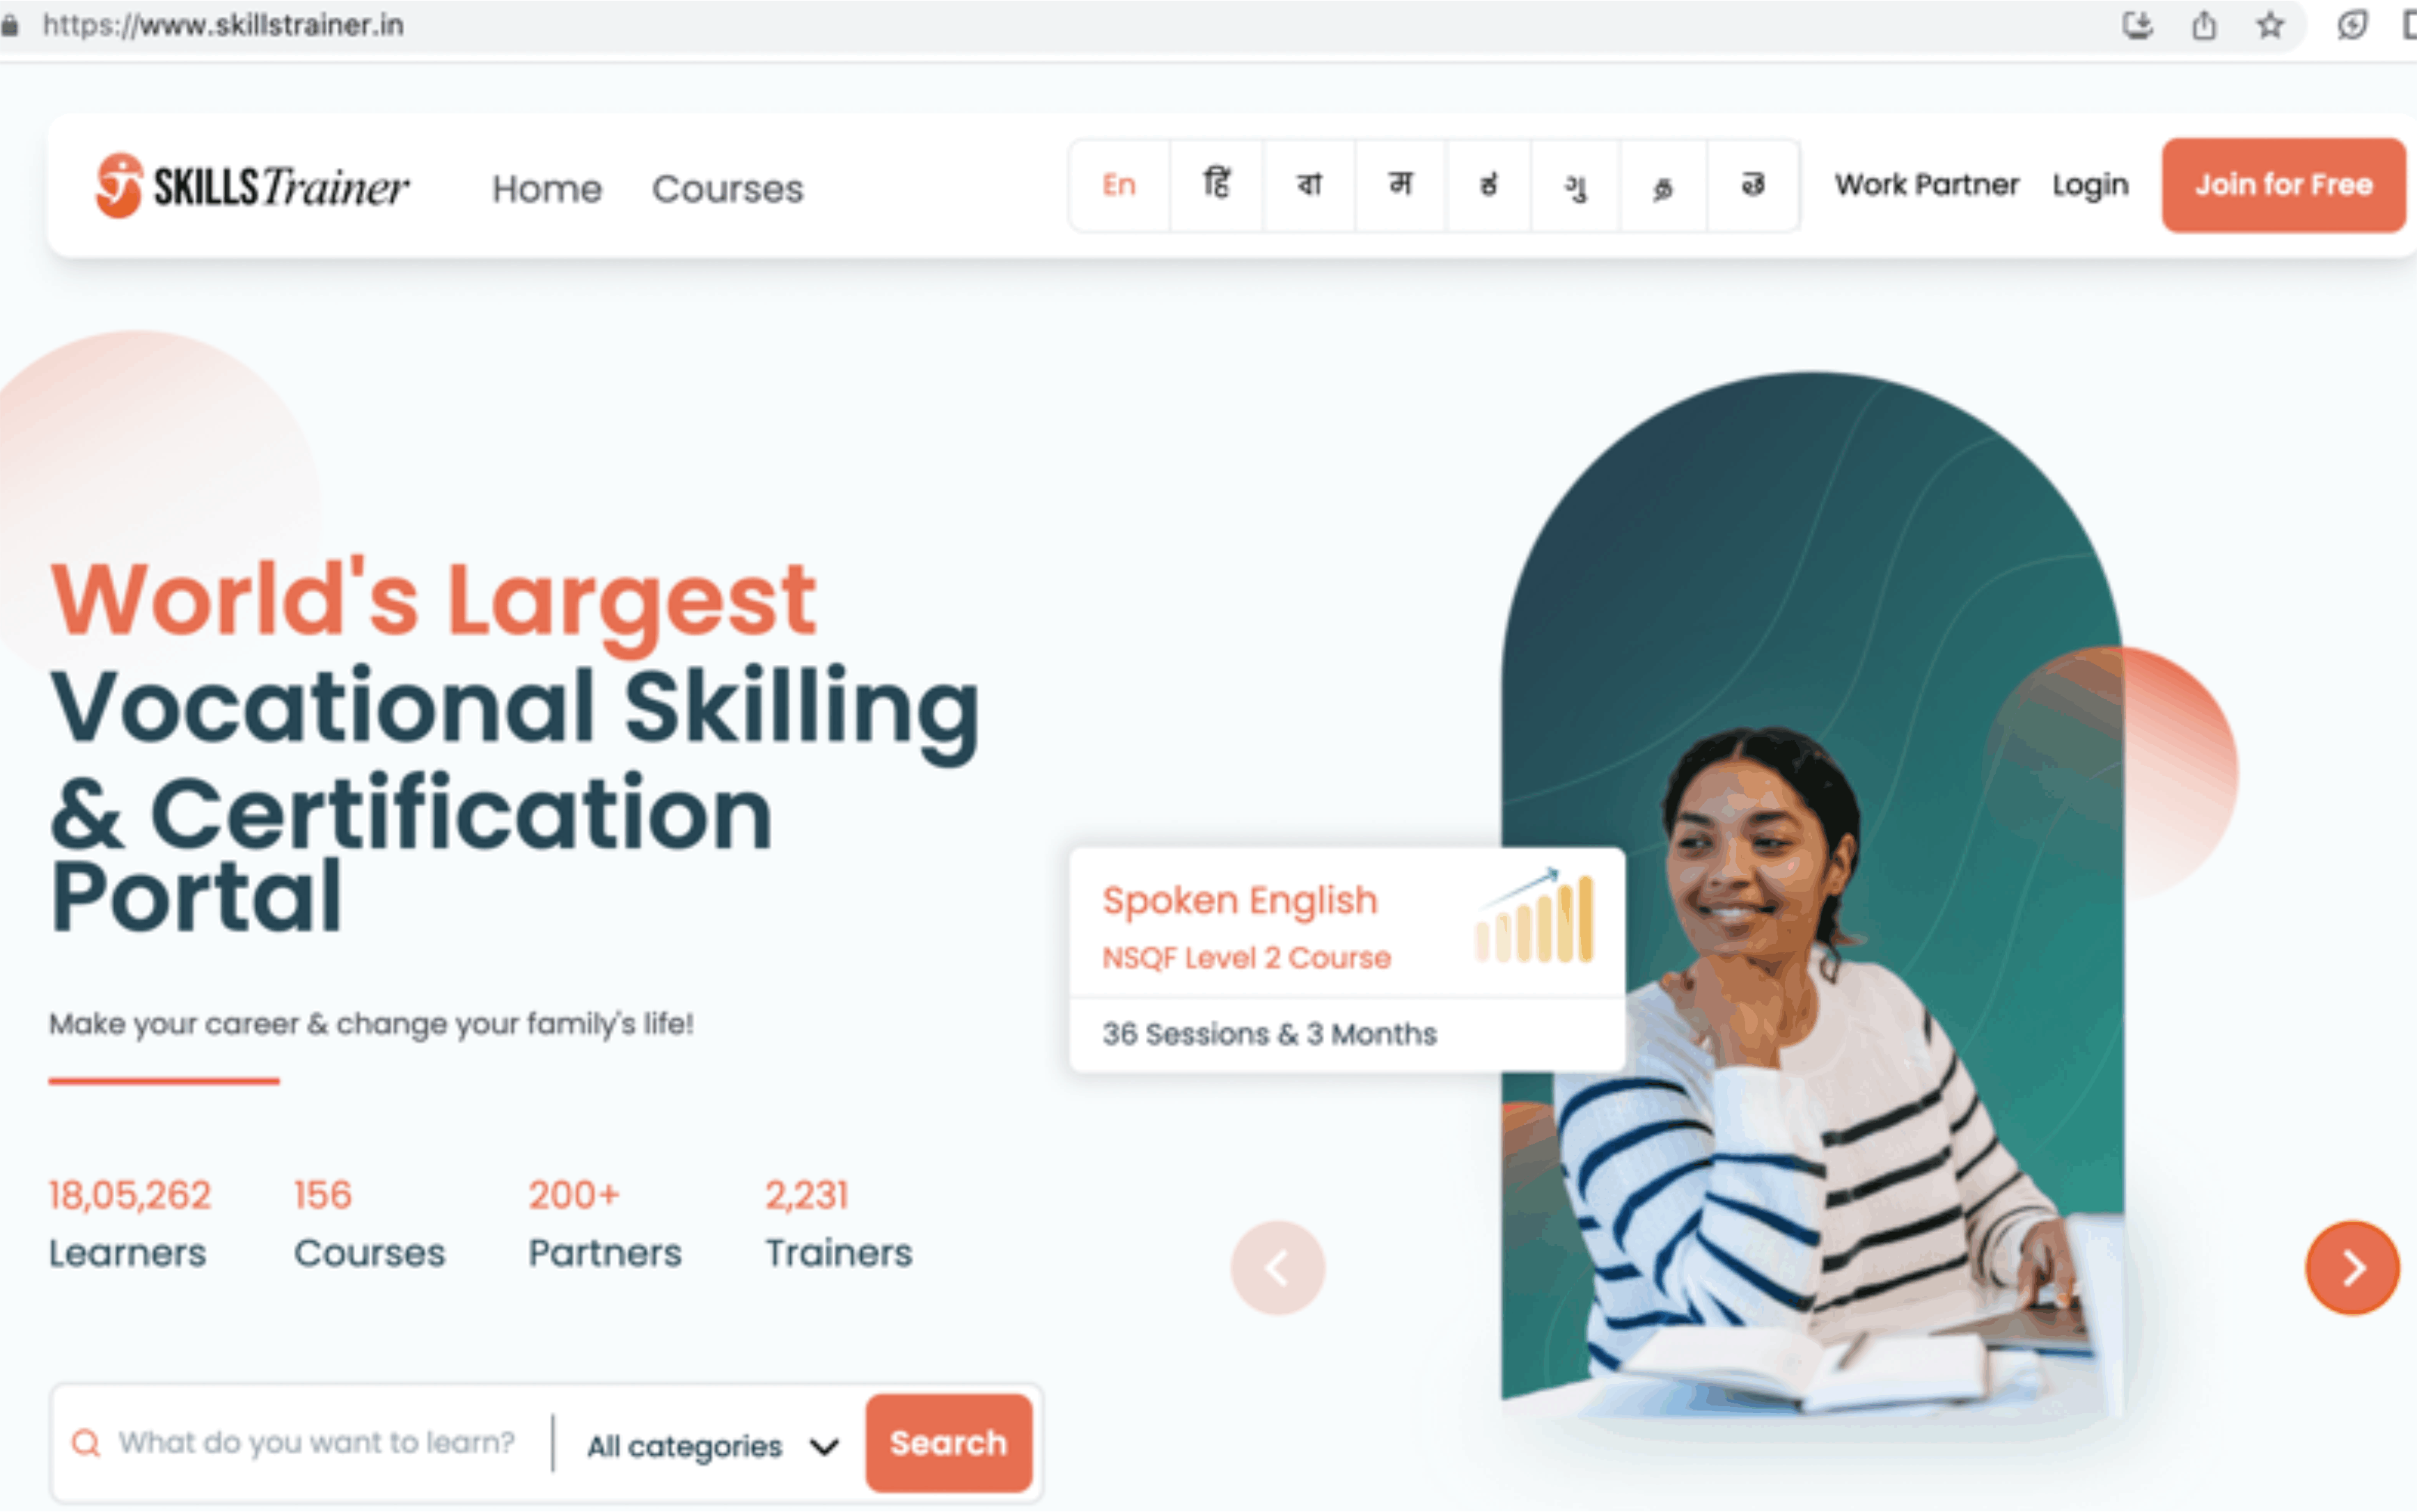 https://www.skillstrainer.in
SKILLSTrainer
Home
Courses
En
हिं
বা
म
ಕ
ગુ
த
తె
Work Partner
Login
Join for Free
World's Largest
Vocational Skilling
& Certification
Portal
Make your career & change your family's life!
18,05,262
Learners
156
Courses
200+
Partners
2,231
Trainers
Spoken English
NSQF Level 2 Course
36 Sessions & 3 Months
What do you want to learn?
All categories
Search